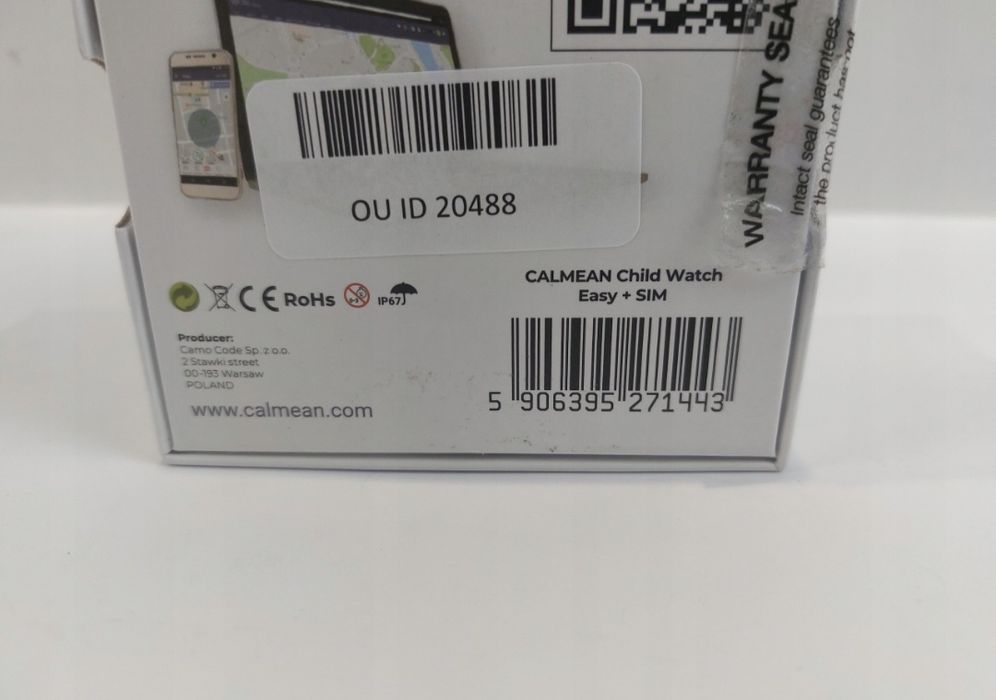 WARRANTY SEA
Intact seal guarantees
the product has not
OU ID 20488
CALMEAN Child Watch
Easy + SIM
CE RoHS IP67
Producer:
Camo Code Sp. z o.o.
2 Stawki street
00-193 Warsaw
POLAND
www.calmean.com
5 906395 271443